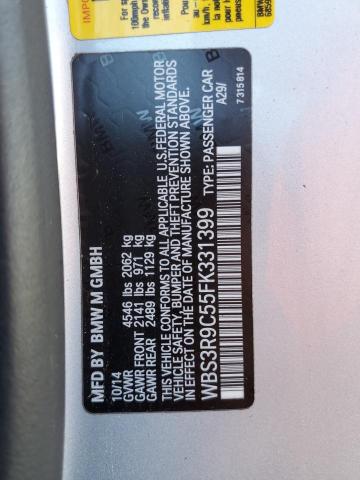 MFD BY BMW M GMBH
10/14
GVWR 4546 lbs 2062 kg
GAWR FRONT 2141 lbs 971 kg
GAWR REAR 2489 lbs 1129 kg
THIS VEHICLE CONFORMS TO ALL APPLICABLE U.S.FEDERAL MOTOR
VEHICLE SAFETY, BUMPER AND THEFT PREVENTION STANDARDS
IN EFFECT ON THE DATE OF MANUFACTURE SHOWN ABOVE.
WBS3R9C55FK331399 TYPE: PASSENGER CAR
A29/
7315814